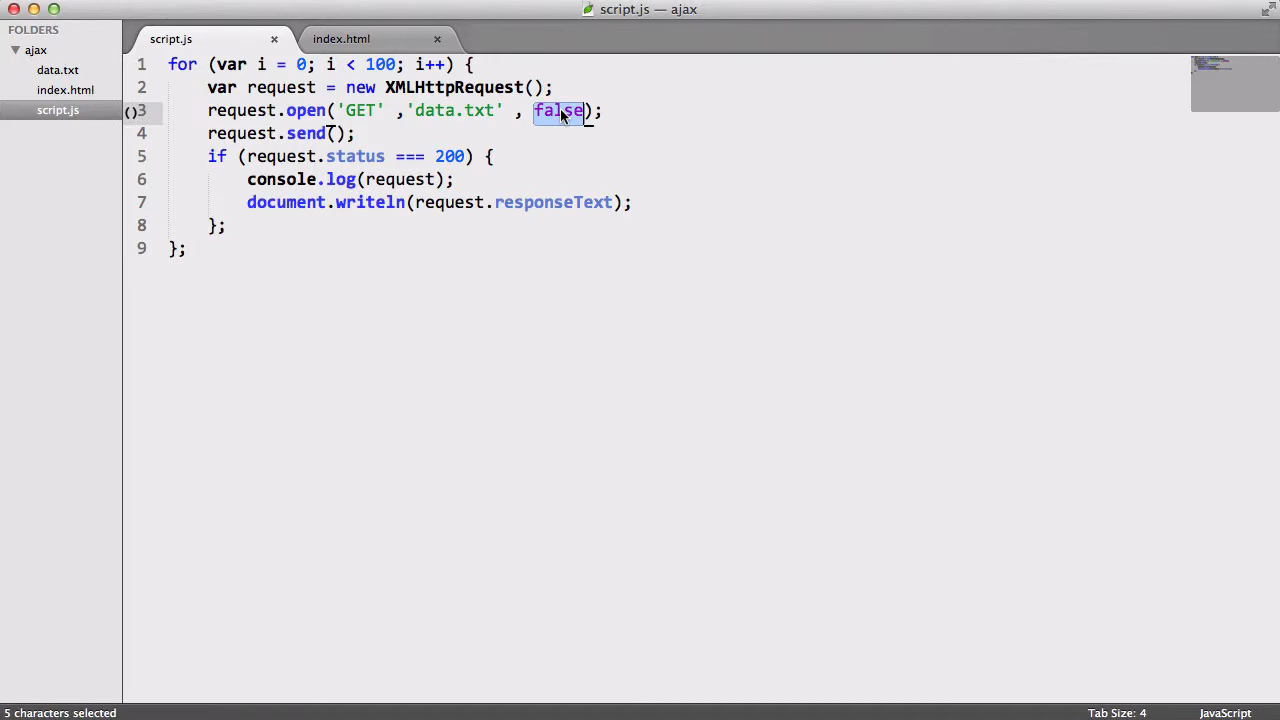 script.js — ajax
FOLDERS
ajax
data.txt
index.html
script.js
script.js ×
index.html ×
1 for (var i = 0; i < 100; i++) {
2 var request = new XMLHttpRequest();
()3 request.open('GET' ,'data.txt' , false);
4 request.send();
5 if (request.status === 200) {
6 console.log(request);
7 document.writeln(request.responseText);
8 };
9 };
5 characters selected
Tab Size: 4
JavaScript